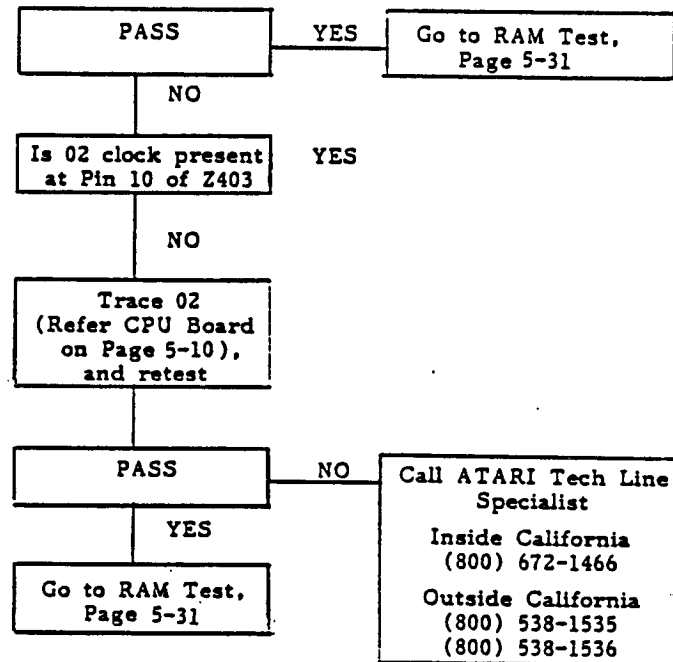 PASS
YES
Go to RAM Test,
Page 5-31
NO
Is 02 clock present
at Pin 10 of Z403
YES
NO
Trace 02
(Refer CPU Board
on Page 5-10),
and retest
PASS
NO
Call ATARI Tech Line
Specialist
Inside California
(800) 672-1466
Outside California
(800) 538-1535
(800) 538-1536
YES
Go to RAM Test,
Page 5-31